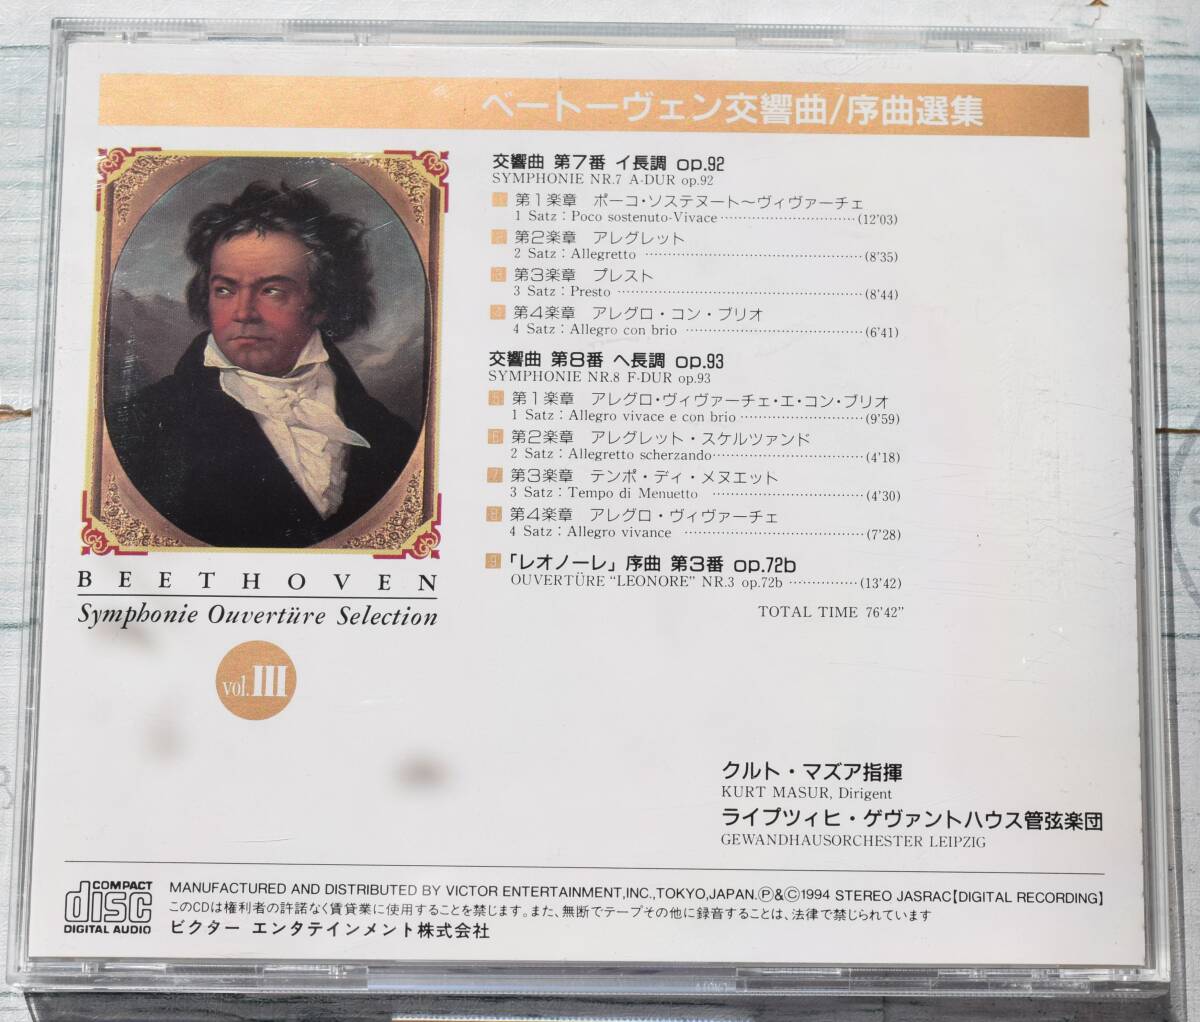 ベートーヴェン交響曲/序曲選集
交響曲 第7番 イ長調 op.92
SYMPHONIE NR.7 A-DUR op.92
1 第1楽章 ポーコ・ソステヌート〜ヴィヴァーチェ
1 Satz：Poco sostenuto-Vivace (12'03)
2 第2楽章 アレグレット
2 Satz：Allegretto (8'35)
3 第3楽章 プレスト
3 Satz：Presto (8'44)
4 第4楽章 アレグロ・コン・ブリオ
4 Satz：Allegro con brio (6'41)
交響曲 第8番 ヘ長調 op.93
SYMPHONIE NR.8 F-DUR op.93
5 第1楽章 アレグロ・ヴィヴァーチェ・エ・コン・ブリオ
1 Satz：Allegro vivace e con brio (9'59)
6 第2楽章 アレグレット・スケルツァンド
2 Satz：Allegretto scherzando (4'18)
7 第3楽章 テンポ・ディ・メヌエット
3 Satz：Tempo di Menuetto (4'30)
8 第4楽章 アレグロ・ヴィヴァーチェ
4 Satz：Allegro vivance (7'28)
9 「レオノーレ」序曲 第3番 op.72b
OUVERTÜRE “LEONORE” NR.3 op.72b (13'42)
TOTAL TIME 76'42”
BEETHOVEN
Symphonie Ouvertüre Selection
vol.III
クルト・マズア指揮
KURT MASUR, Dirigent
ライプツィヒ・ゲヴァントハウス管弦楽団
GEWANDHAUSORCHESTER LEIPZIG
COMPACT
disc
DIGITAL AUDIO
MANUFACTURED AND DISTRIBUTED BY VICTOR ENTERTAINMENT,INC.,TOKYO,JAPAN.Ⓟ&Ⓒ1994 STEREO JASRAC【DIGITAL RECORDING】
このCDは権利者の許諾なく賃貸業に使用することを禁じます。また、無断でテープその他に録音することは、法律で禁じられています
ビクター エンタテインメント株式会社